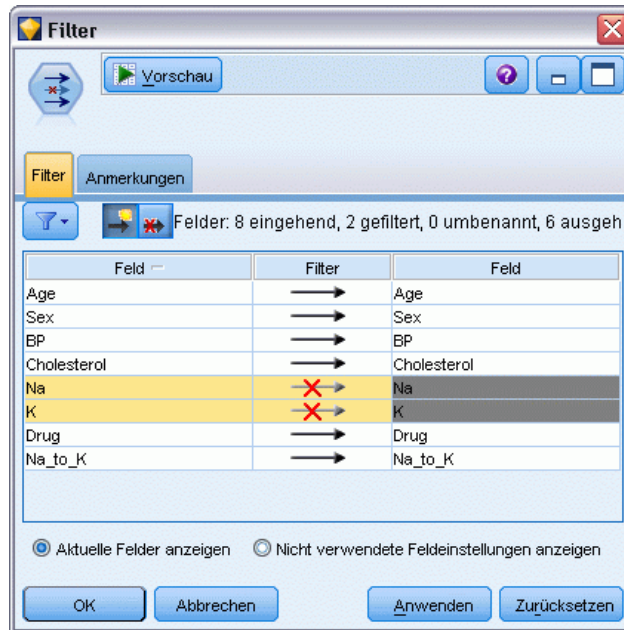 Filter
Vorschau
Filter Anmerkungen
Felder: 8 eingehend, 2 gefiltert, 0 umbenannt, 6 ausgeh
Feld Filter Feld
Age Age
Sex Sex
BP BP
Cholesterol Cholesterol
Na Na
K K
Drug Drug
Na_to_K Na_to_K
Aktuelle Felder anzeigen Nicht verwendete Feldeinstellungen anzeigen
OK Abbrechen Anwenden Zurücksetzen